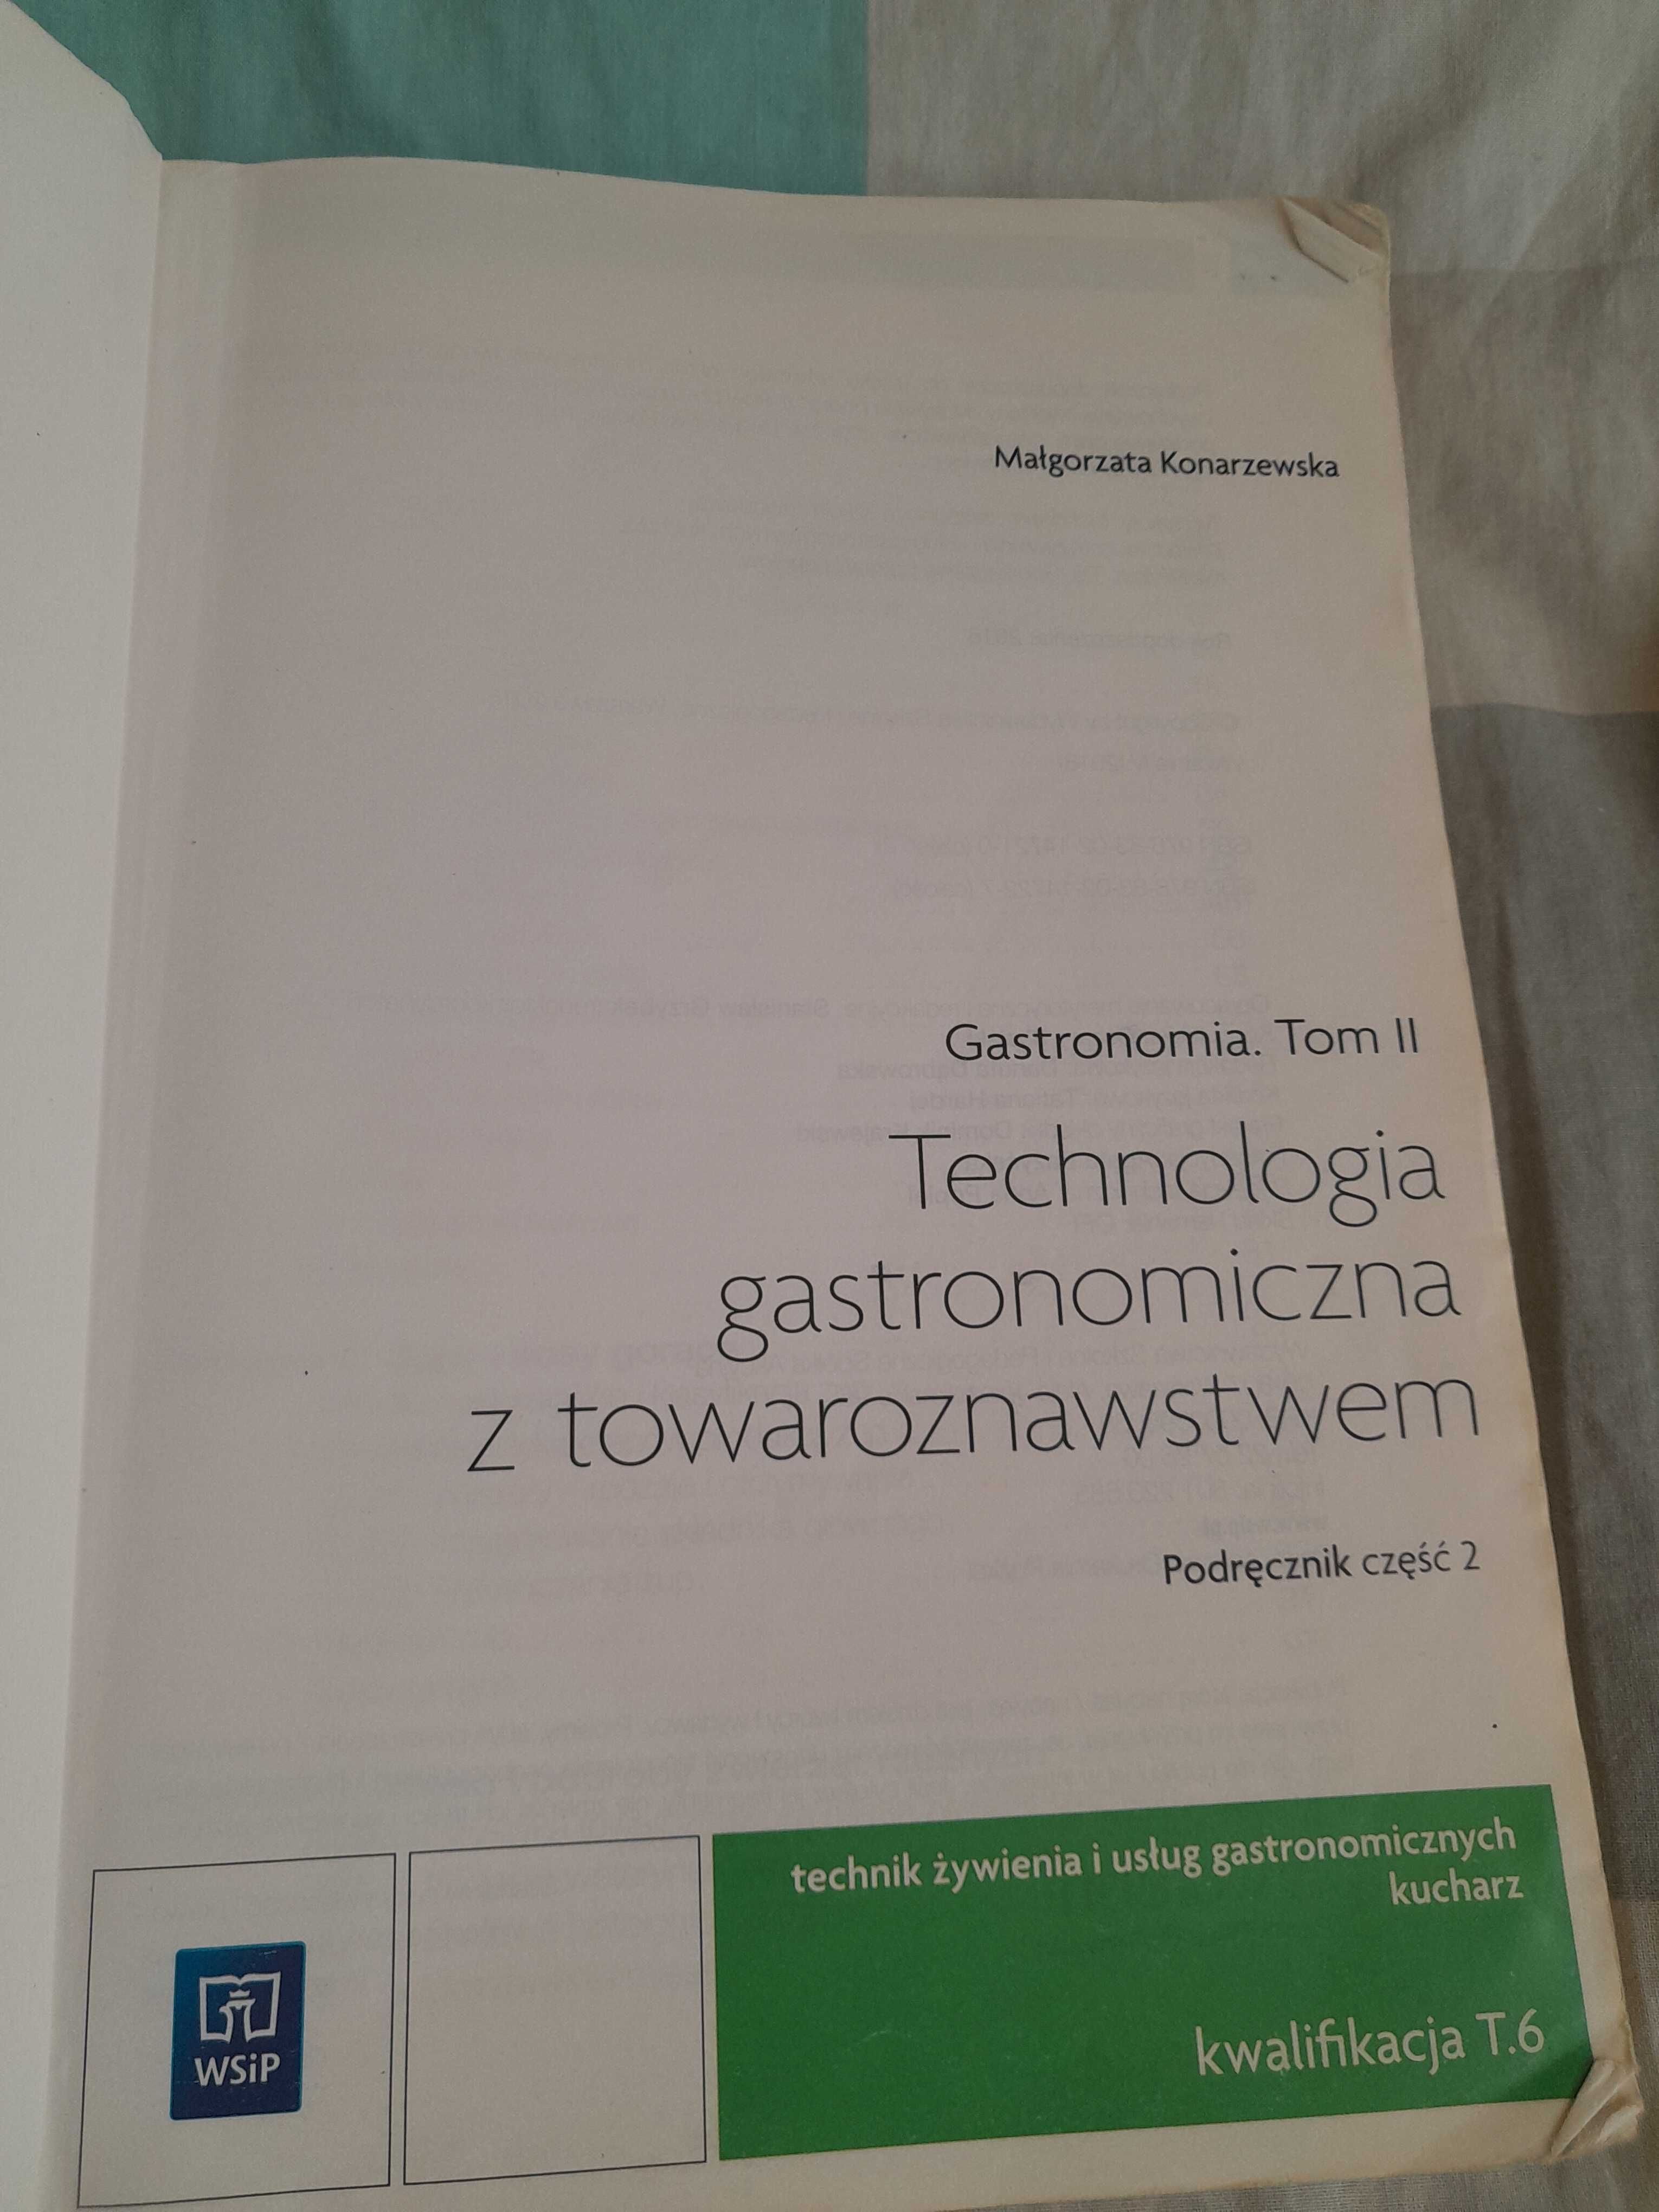 Małgorzata Konarzewska
Gastronomia. Tom II
Technologia
gastronomiczna
z towaroznawstwem
Podręcznik część 2
technik żywienia i usług gastronomicznych
kucharz
kwalifikacja T.6
WSiP